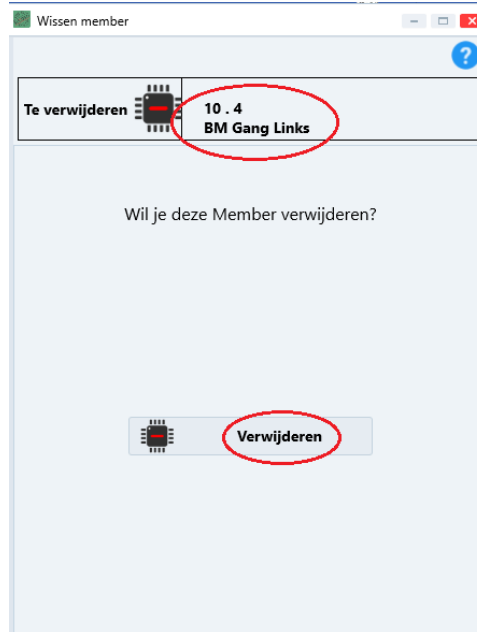 Wissen member
?
Te verwijderen
10 . 4
BM Gang Links
Wil je deze Member verwijderen?
Verwijderen